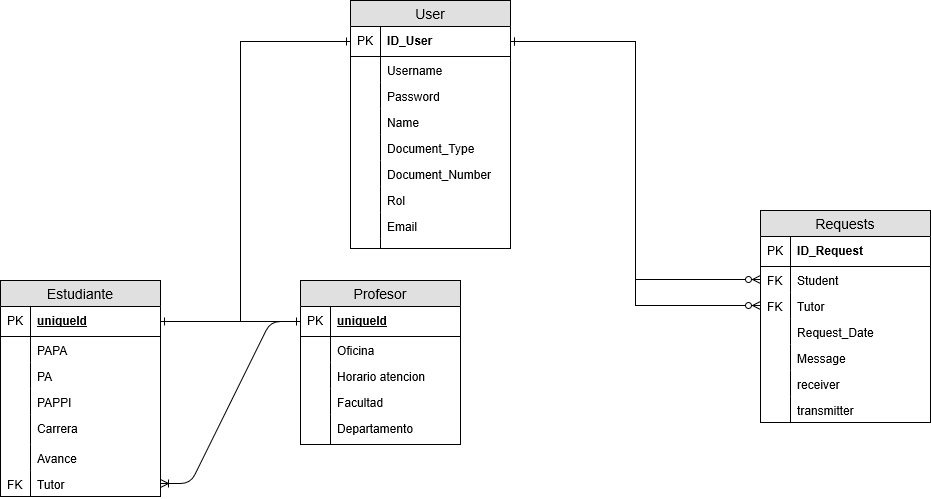 User
PK ID_User
Username
Password
Name
Document_Type
Document_Number
Rol
Email
Requests
PK ID_Request
FK Student
FK Tutor
Request_Date
Message
receiver
transmitter
Estudiante
PK uniqueId
PAPA
PA
PAPPI
Carrera
Avance
FK Tutor
Profesor
PK uniqueId
Oficina
Horario atencion
Facultad
Departamento